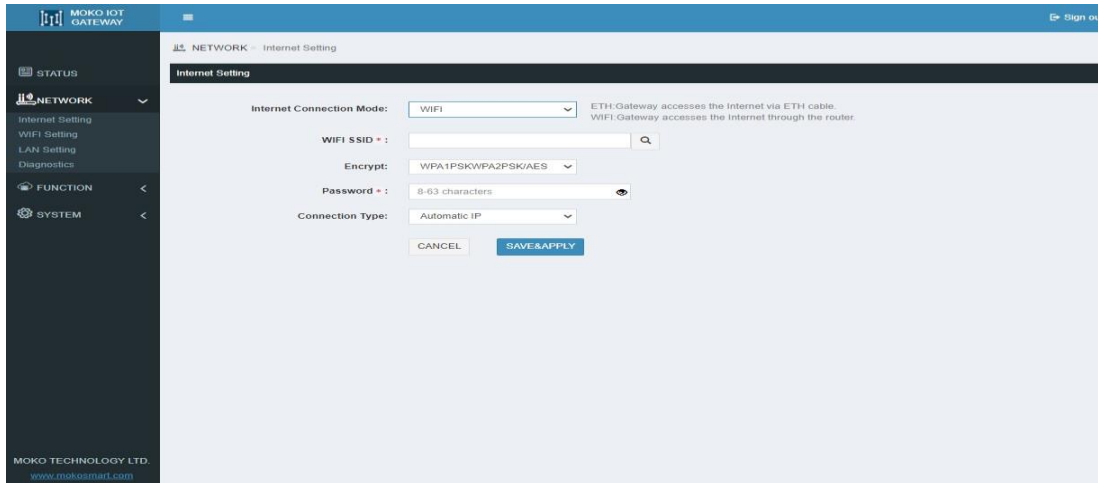 MOKO IOT
GATEWAY
Sign ou
NETWORK Internet Setting
STATUS
Internet Setting
NETWORK
Internet Setting
WIFI Setting
LAN Setting
Diagnostics
FUNCTION
SYSTEM
Internet Connection Mode: WIFI ETH:Gateway accesses the Internet via ETH cable.
WIFI:Gateway accesses the Internet through the router.
WIFI SSID * :
Encrypt: WPA1PSKWPA2PSK/AES
Password * : 8-63 characters
Connection Type: Automatic IP
CANCEL SAVE&APPLY
MOKO TECHNOLOGY LTD.
www.mokosmart.com